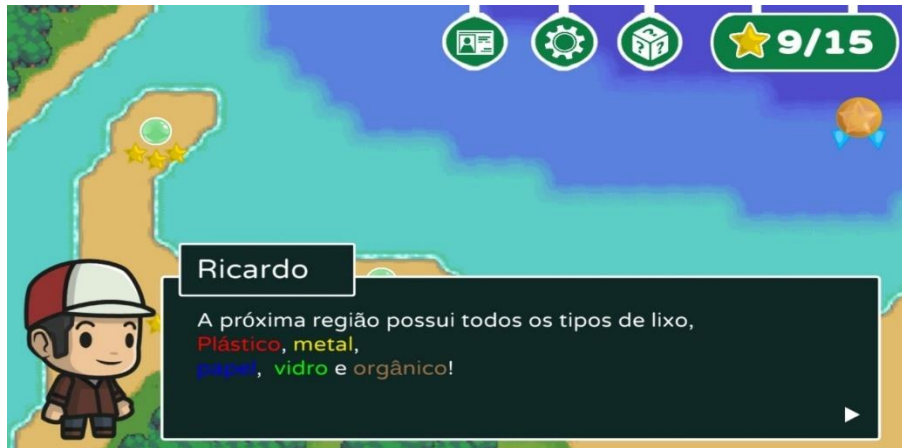 9/15
Ricardo
A próxima região possui todos os tipos de lixo,
Plástico, metal,
papel, vidro e orgânico!